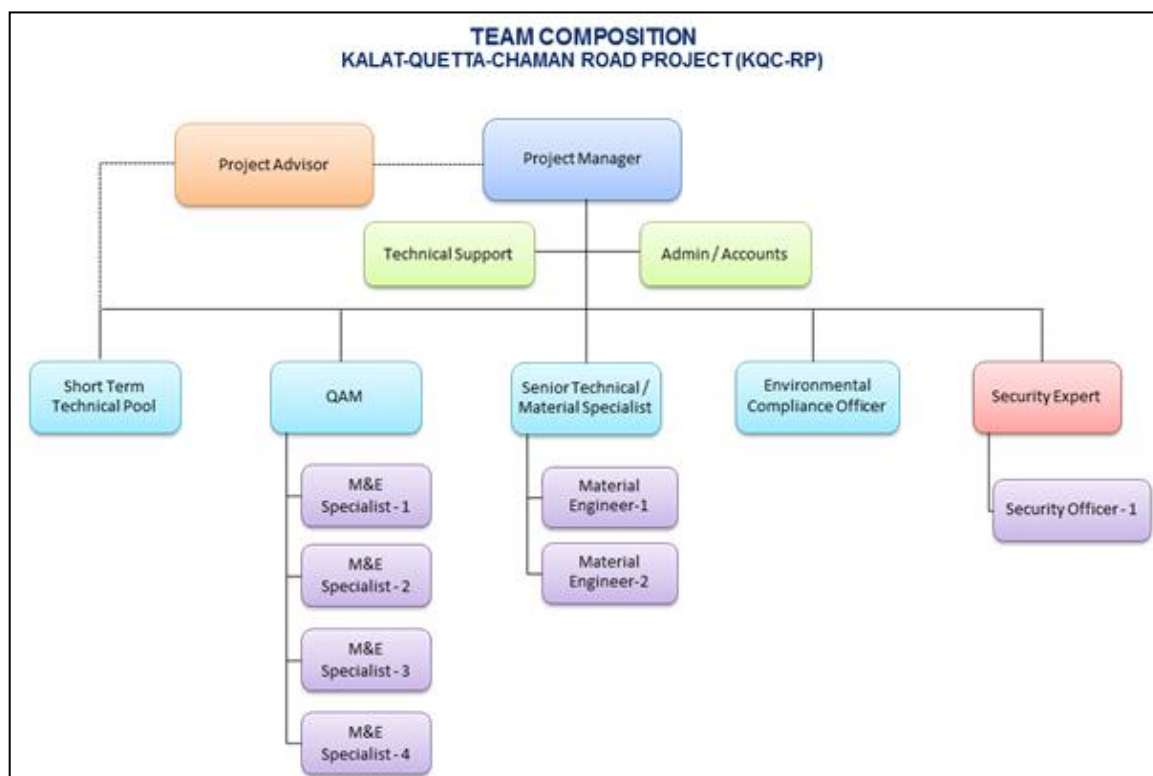 TEAM COMPOSITION
KALAT-QUETTA-CHAMAN ROAD PROJECT (KQC-RP)
Project Advisor
Project Manager
Technical Support
Admin / Accounts
Short Term
Technical Pool
QAM
Senior Technical /
Material Specialist
Environmental
Compliance Officer
Security Expert
M&E
Specialist - 1
M&E
Specialist - 2
M&E
Specialist - 3
M&E
Specialist - 4
Material
Engineer-1
Material
Engineer-2
Security Officer - 1